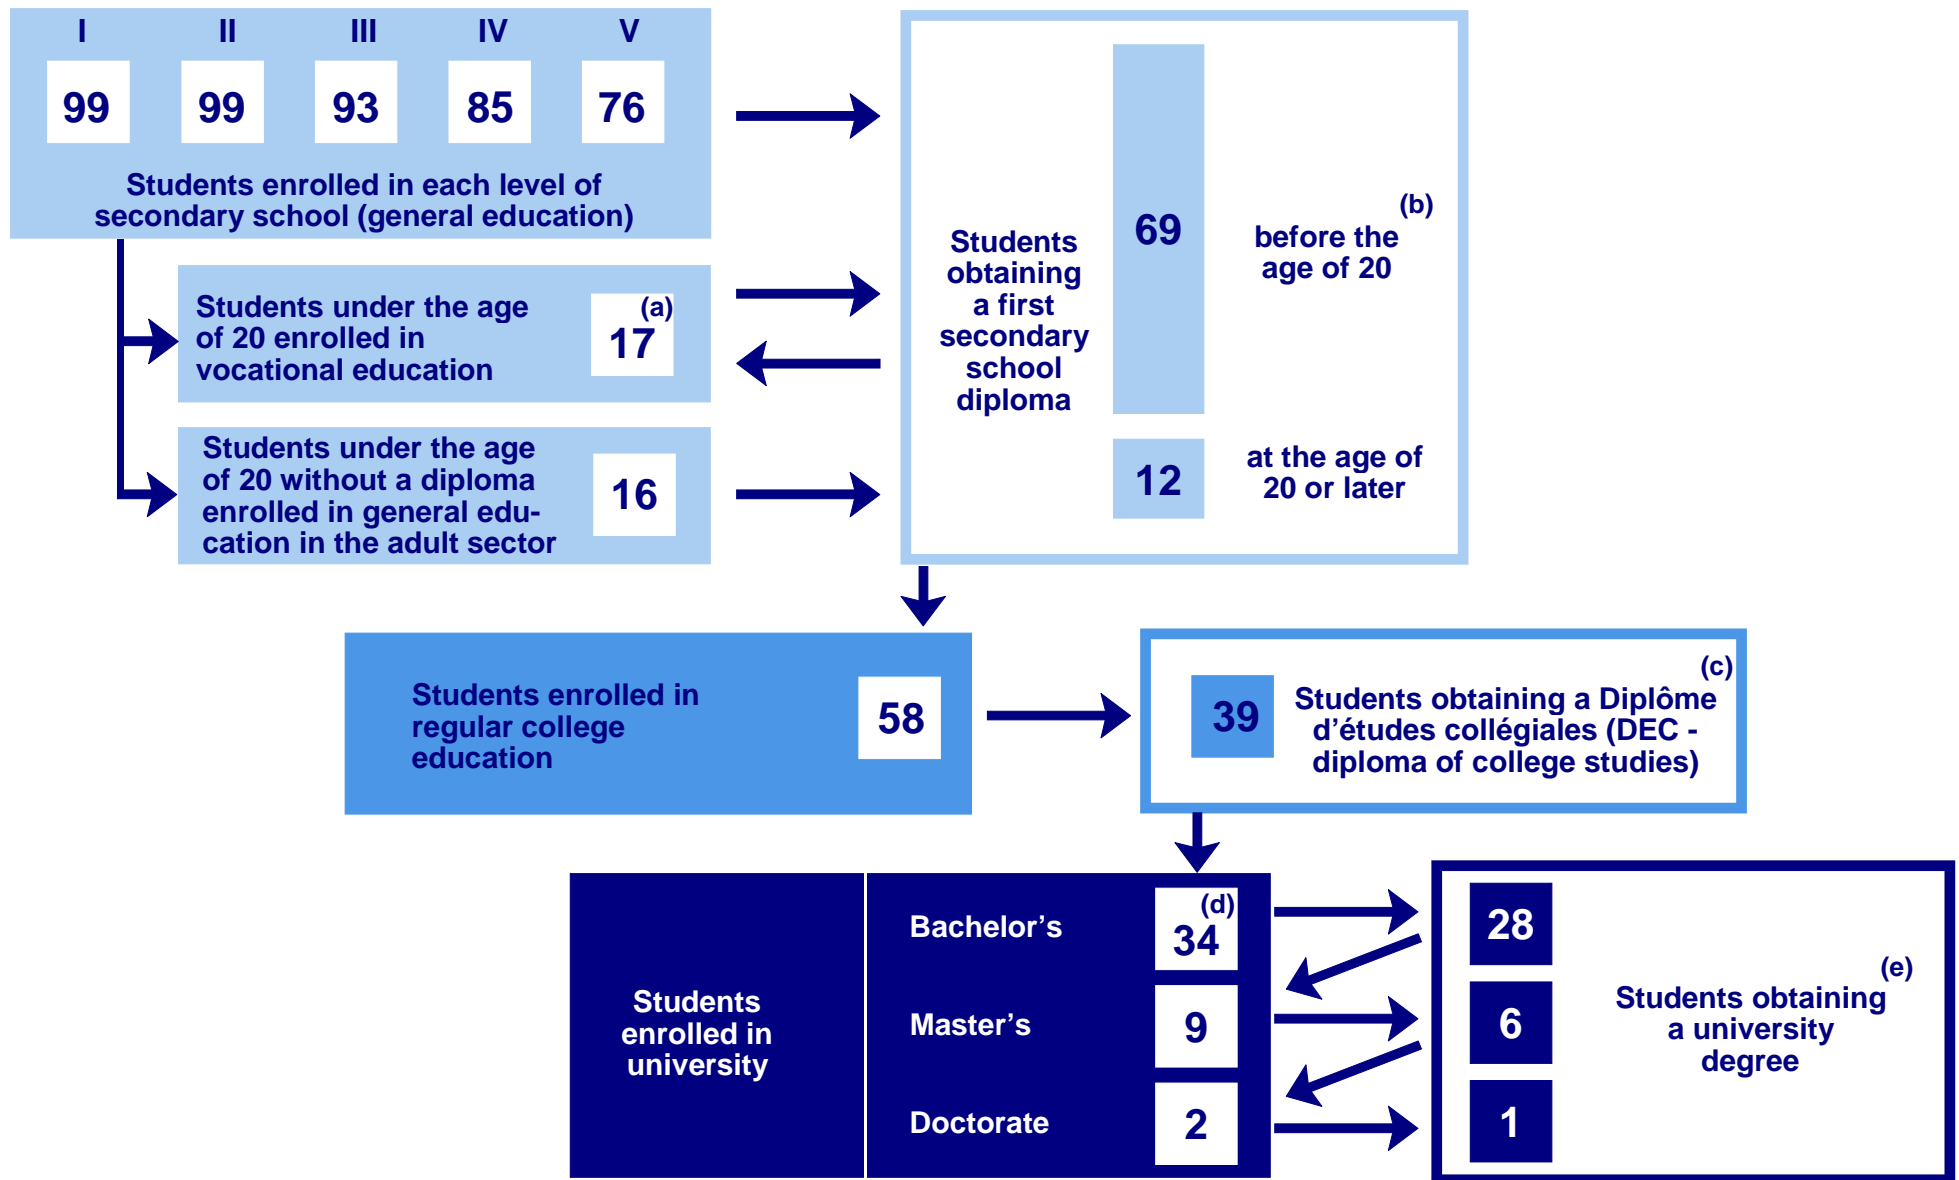 I II III IV V
99 99 93 85 76
Students enrolled in each level of
secondary school (general education)
Students under the age
of 20 enrolled in
vocational education
(a)
17
Students under the age
of 20 without a diploma
enrolled in general edu-
cation in the adult sector
16
Students
obtaining
a first
secondary
school
diploma
69
(b)
before the
age of 20
12
at the age of
20 or later
Students enrolled in
regular college
education
58
39
(c)
Students obtaining a Diplôme
d’études collégiales (DEC -
diploma of college studies)
Students
enrolled in
university
Bachelor’s
(d)
34
Master’s
9
Doctorate
2
28
6
1
(e)
Students obtaining
a university
degree